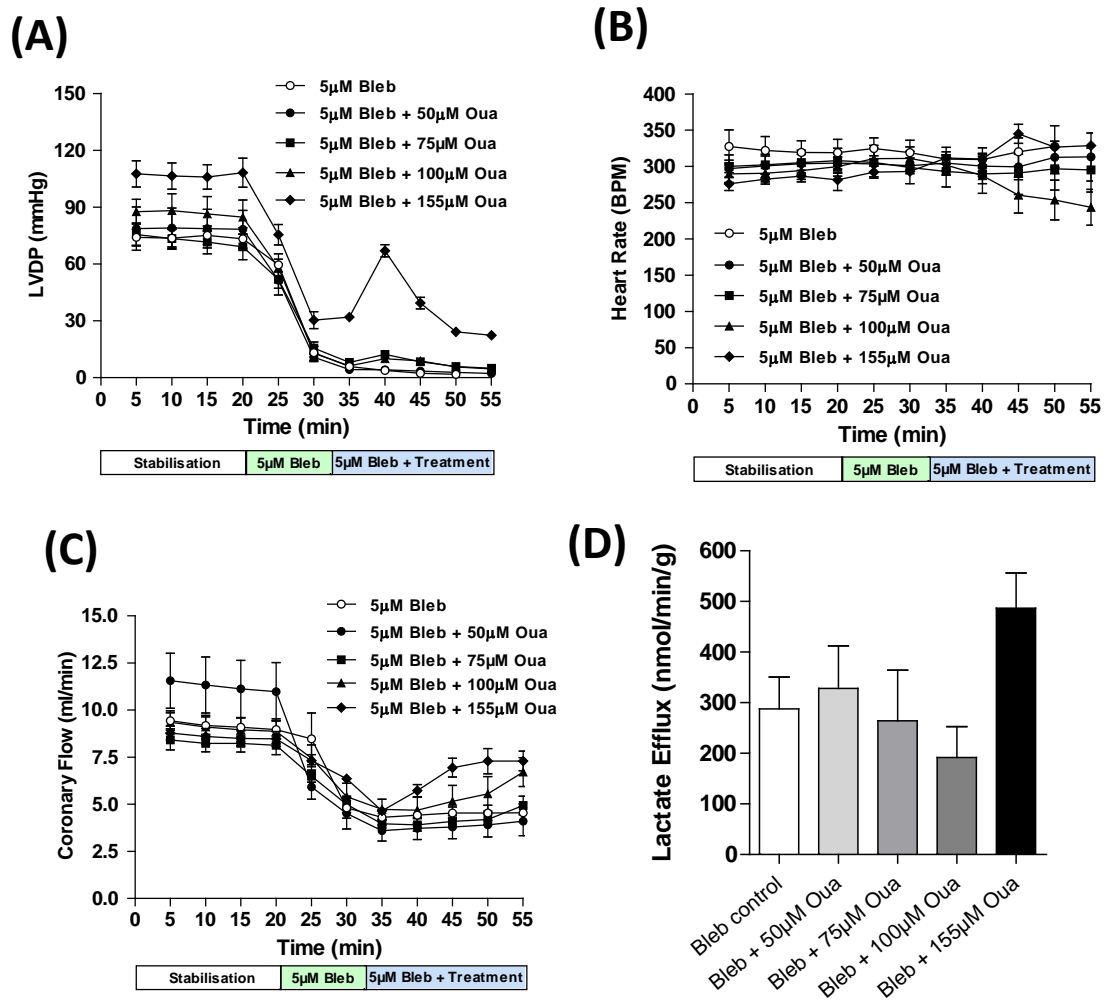 (A)
LVDP (mmHg)
150
120
90
60
30
0
5µM Bleb
5µM Bleb + 50µM Oua
5µM Bleb + 75µM Oua
5µM Bleb + 100µM Oua
5µM Bleb + 155µM Oua
0 5 10 15 20 25 30 35 40 45 50 55
Time (min)
Stabilisation 5µM Bleb 5µM Bleb + Treatment
(B)
Heart Rate (BPM)
400
350
300
250
200
150
100
50
0
5µM Bleb
5µM Bleb + 50µM Oua
5µM Bleb + 75µM Oua
5µM Bleb + 100µM Oua
5µM Bleb + 155µM Oua
0 5 10 15 20 25 30 35 40 45 50 55
Time (min)
Stabilisation 5µM Bleb 5µM Bleb + Treatment
(C)
Coronary Flow (ml/min)
15.0
12.5
10.0
7.5
5.0
2.5
0.0
5µM Bleb
5µM Bleb + 50µM Oua
5µM Bleb + 75µM Oua
5µM Bleb + 100µM Oua
5µM Bleb + 155µM Oua
0 5 10 15 20 25 30 35 40 45 50 55
Time (min)
Stabilisation 5µM Bleb 5µM Bleb + Treatment
(D)
Lactate Efflux (nmol/min/g)
600
500
400
300
200
100
0
Bleb control
Bleb + 50µM Oua
Bleb + 75µM Oua
Bleb + 100µM Oua
Bleb + 155µM Oua